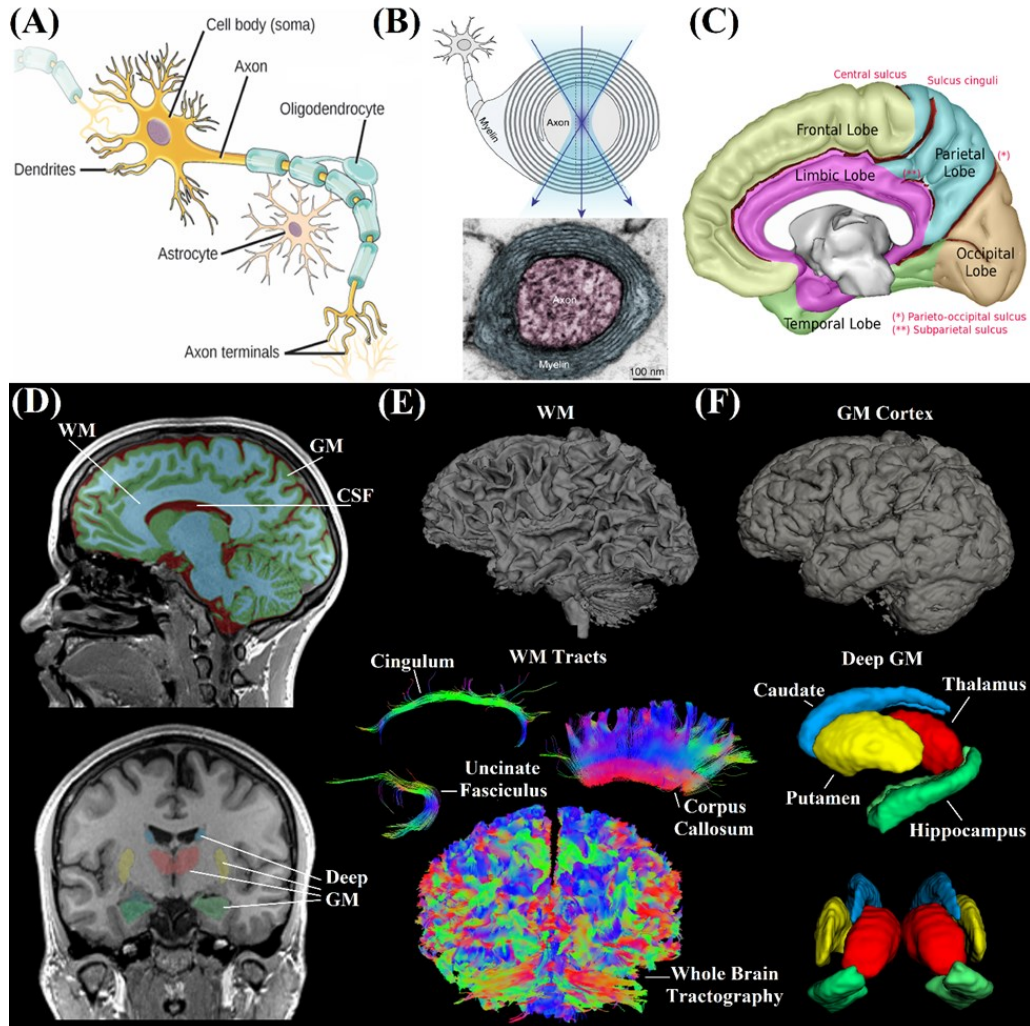 (A)
Cell body (soma)
Axon
Oligodendrocyte
Dendrites
Astrocyte
Axon terminals
(B)
Myelin
Axon
Axon
Myelin
100 nm
(C)
Central sulcus
Sulcus cinguli
Frontal Lobe
Parietal
Lobe
(*)
(**)
Limbic Lobe
Occipital
Lobe
Temporal Lobe
(*) Parieto-occipital sulcus
(**) Subparietal sulcus
(D)
WM
GM
CSF
Deep
GM
(E)
WM
WM Tracts
Cingulum
Uncinate
Fasciculus
Corpus
Callosum
Whole Brain
Tractography
(F)
GM Cortex
Deep GM
Caudate
Thalamus
Putamen
Hippocampus